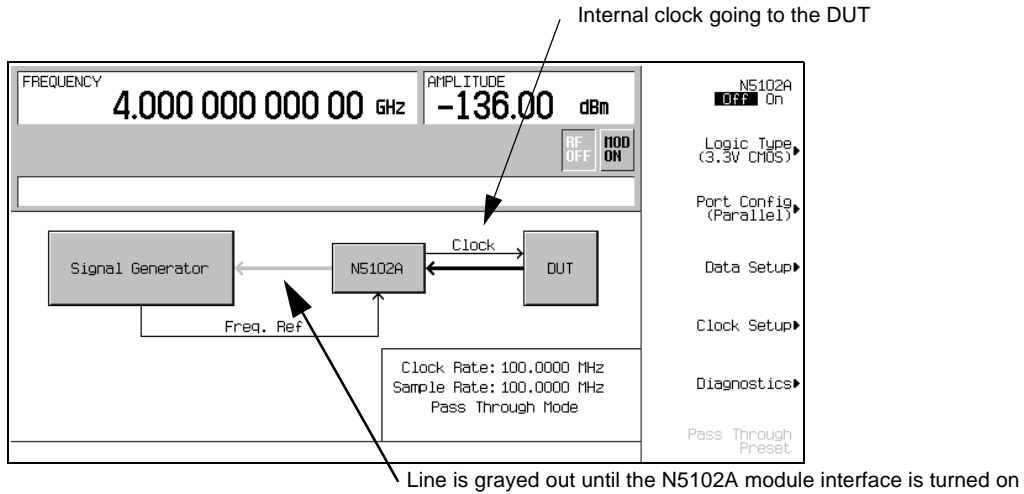 Internal clock going to the DUT
FREQUENCY
4.000 000 000 00 GHz
AMPLITUDE
-136.00 dBm
RF
OFF
MOD
ON
N5102A
Off On
Logic Type
(3.3V CMOS)
Port Config
(Parallel)
Data Setup
Clock Setup
Diagnostics
Pass Through
Preset
Signal Generator
N5102A
Clock
DUT
Freq. Ref
Clock Rate: 100.0000 MHz
Sample Rate: 100.0000 MHz
Pass Through Mode
Line is grayed out until the N5102A module interface is turned on